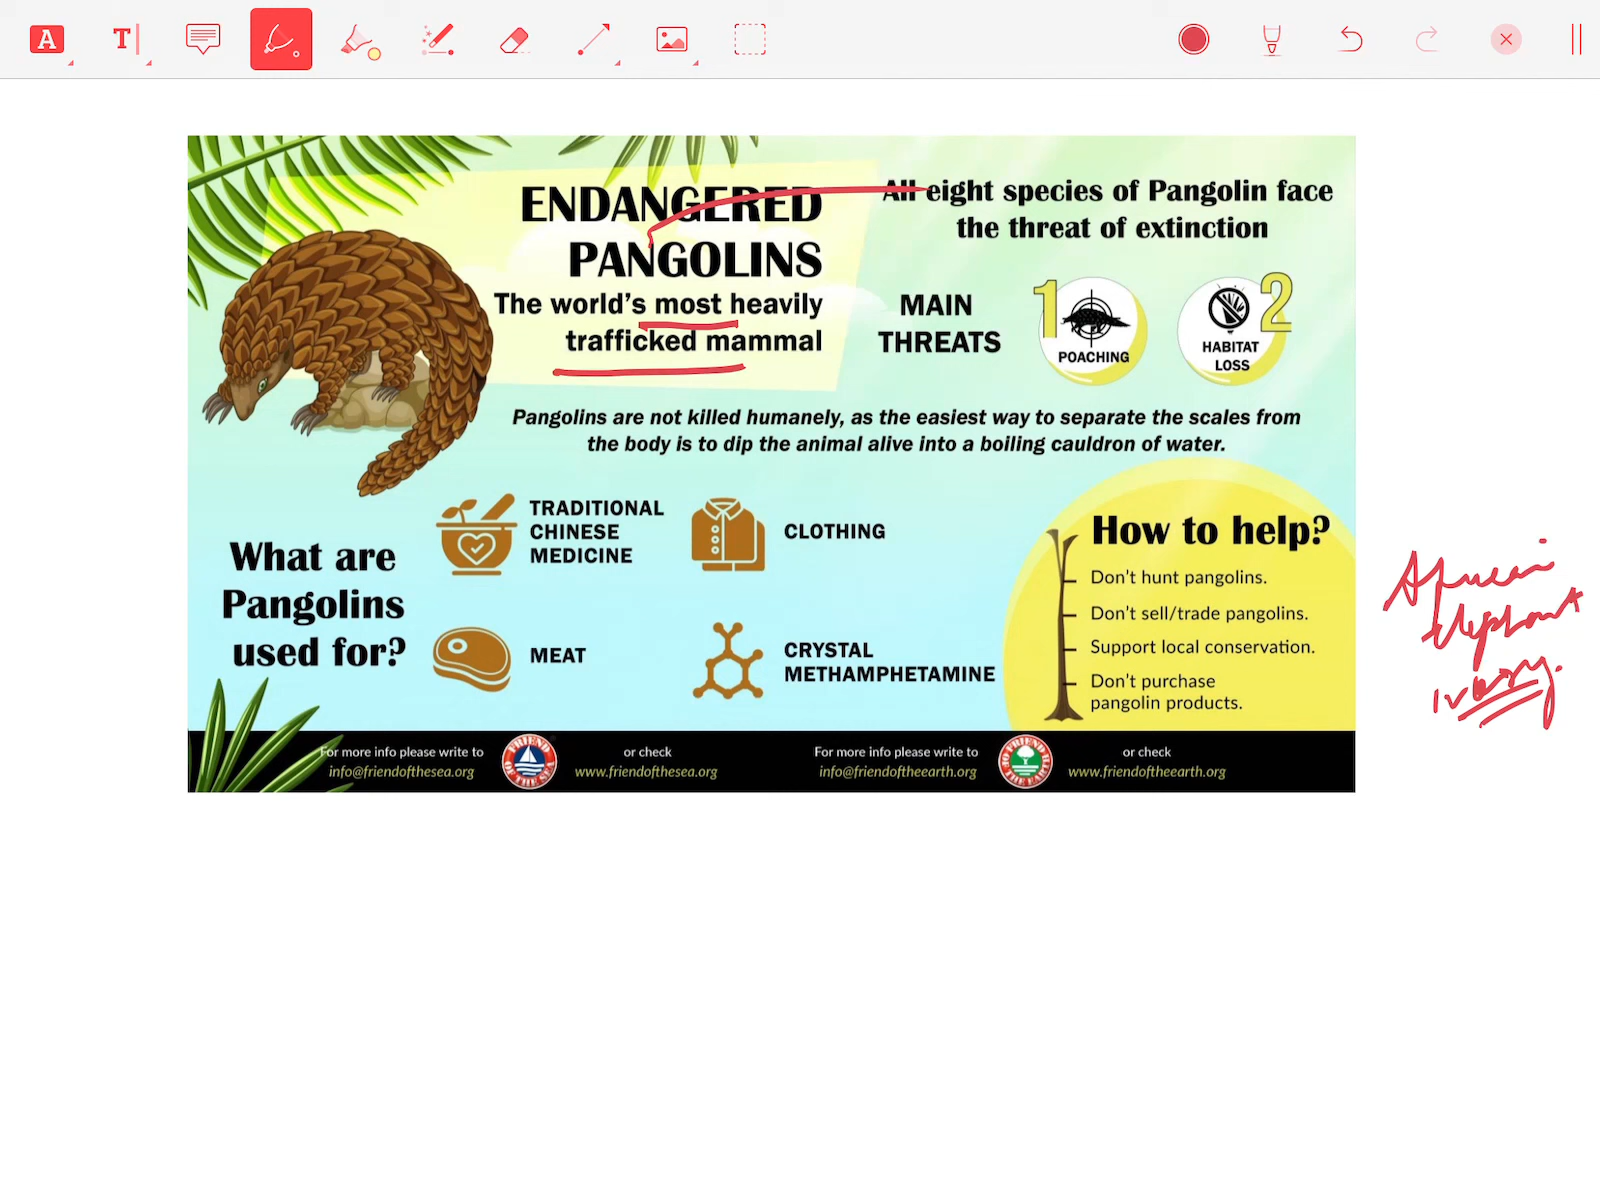 A
T
ENDANGERED
PANGOLINS
The world's most heavily
trafficked mammal
All eight species of Pangolin face
the threat of extinction
MAIN
THREATS
1
POACHING
2
HABITAT
LOSS
Pangolins are not killed humanely, as the easiest way to separate the scales from
the body is to dip the animal alive into a boiling cauldron of water.
What are
Pangolins
used for?
TRADITIONAL
CHINESE
MEDICINE
CLOTHING
MEAT
CRYSTAL
METHAMPHETAMINE
How to help?
Don't hunt pangolins.
Don't sell/trade pangolins.
Support local conservation.
Don't purchase
pangolin products.
African
elephant
ivory.
For more info please write to
info@friendofthesea.org
FRIEND
OF THE SEA
or check
www.friendofthesea.org
For more info please write to
info@friendoftheearth.org
or check
www.friendoftheearth.org